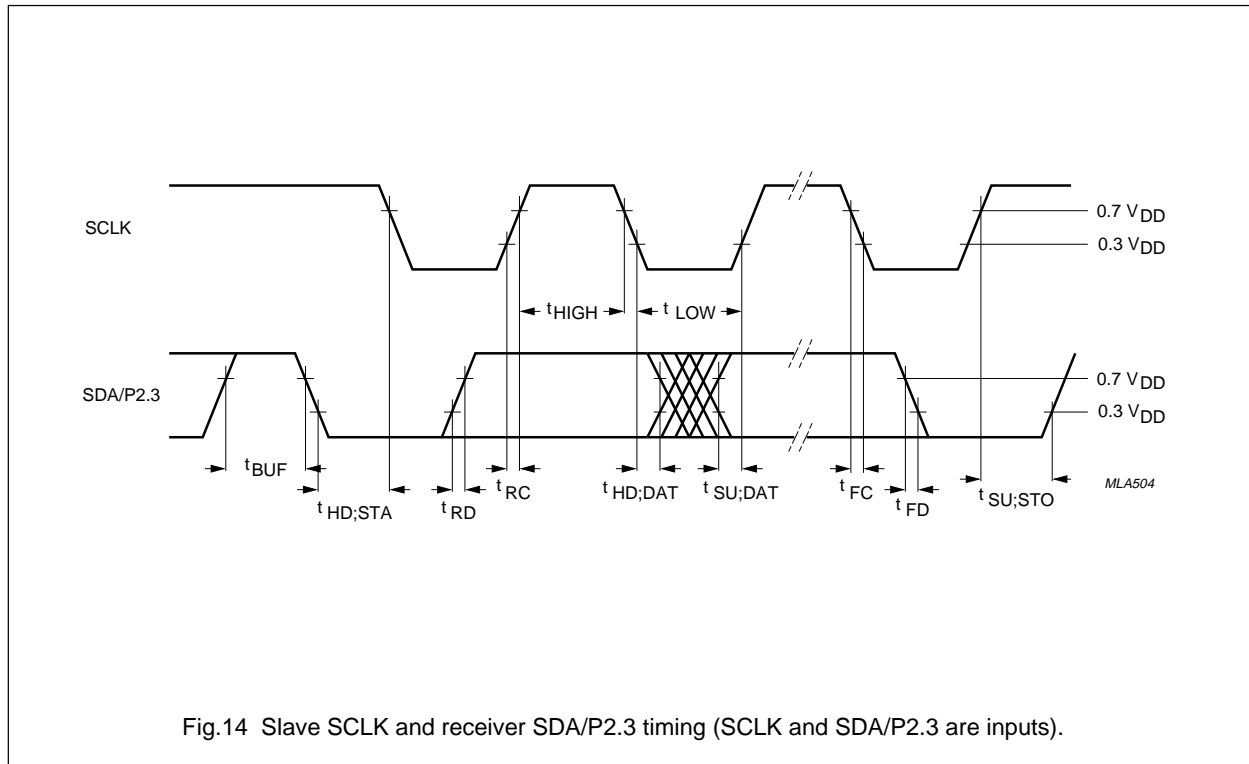 SCLK
0.7 VDD
0.3 VDD
tHIGH
tLOW
SDA/P2.3
0.7 VDD
0.3 VDD
tBUF
tHD;STA
tRD
tRC
tHD;DAT
tSU;DAT
tFC
tFD
tSU;STO
MLA504
Fig.14 Slave SCLK and receiver SDA/P2.3 timing (SCLK and SDA/P2.3 are inputs).